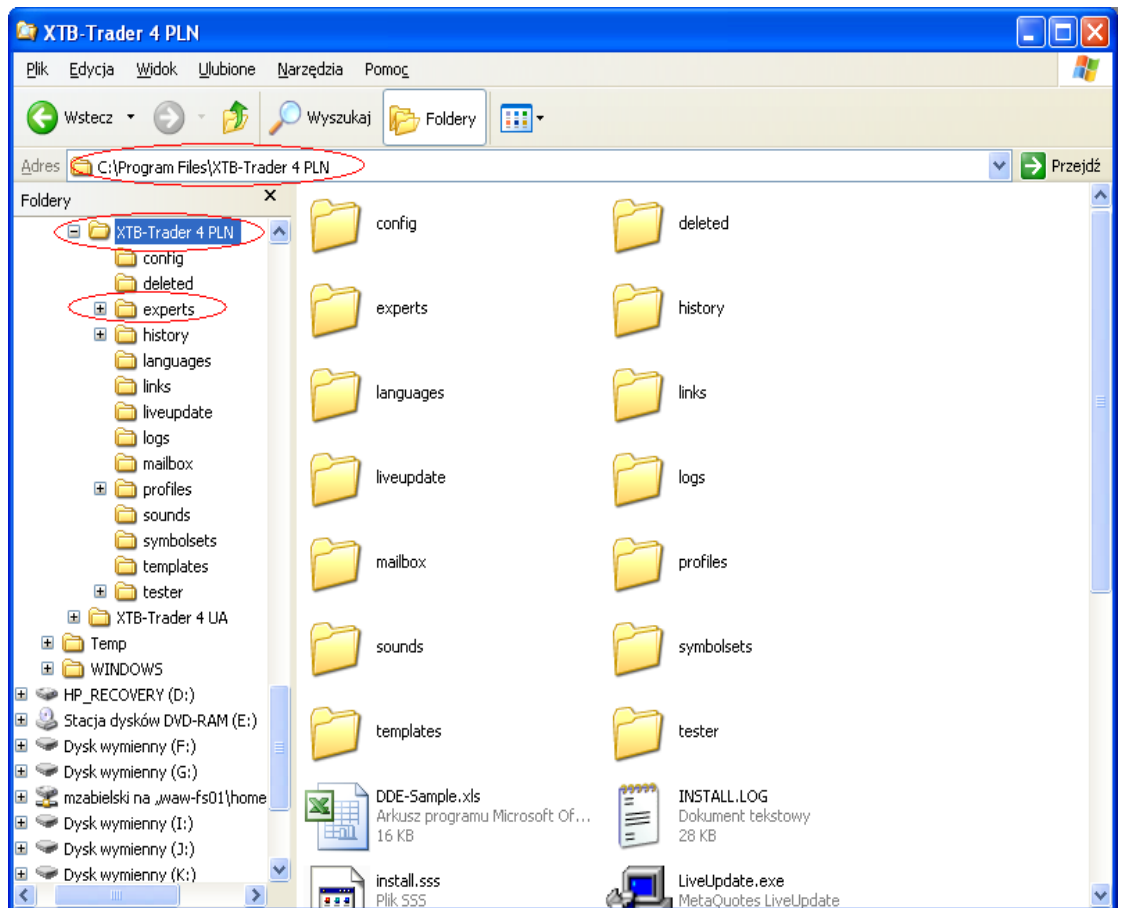 XTB-Trader 4 PLN
Plik Edycja Widok Ulubione Narzędzia Pomoc
Wstecz Wyszukaj Foldery
Adres C:\Program Files\XTB-Trader 4 PLN Przejdź
Foldery x
XTB-Trader 4 PLN
config
deleted
experts
history
languages
links
liveupdate
logs
mailbox
profiles
sounds
symbolsets
templates
tester
XTB-Trader 4 UA
Temp
WINDOWS
HP_RECOVERY (D:)
Stacja dysków DVD-RAM (E:)
Dysk wymienny (F:)
Dysk wymienny (G:)
mzabielski na „waw-fs01\home
Dysk wymienny (I:)
Dysk wymienny (J:)
Dysk wymienny (K:)
config deleted
experts history
languages links
liveupdate logs
mailbox profiles
sounds symbolsets
templates tester
DDE-Sample.xls
Arkusz programu Microsoft Of...
16 KB
INSTALL.LOG
Dokument tekstowy
28 KB
install.sss
Plik SSS
LiveUpdate.exe
MetaQuotes LiveUpdate